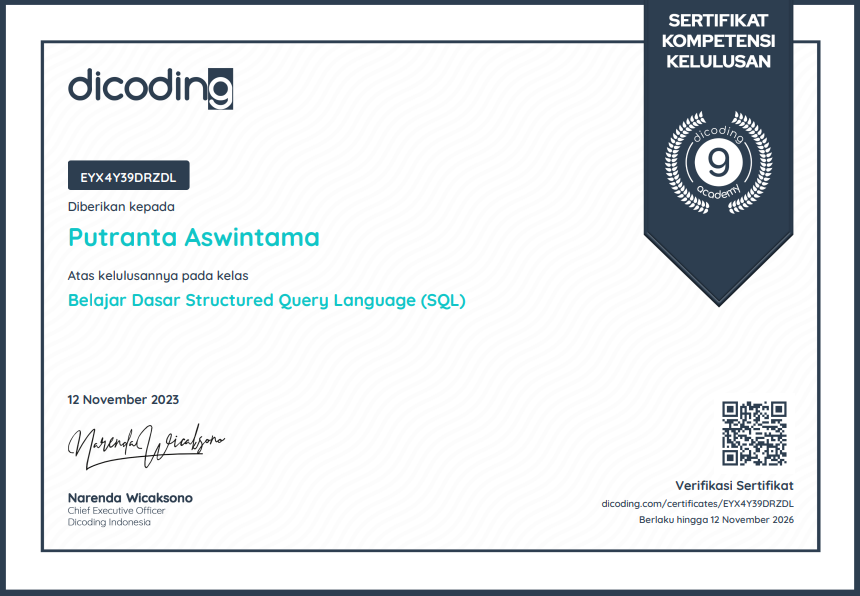 SERTIFIKAT
KOMPETENSI
KELULUSAN
dicoding
dicoding
9
academy
EYX4Y39DRZDL
Diberikan kepada
Putranta Aswintama
Atas kelulusannya pada kelas
Belajar Dasar Structured Query Language (SQL)
12 November 2023
Narenda Wicaksono
Narenda Wicaksono
Chief Executive Officer
Dicoding Indonesia
Verifikasi Sertifikat
dicoding.com/certificates/EYX4Y39DRZDL
Berlaku hingga 12 November 2026